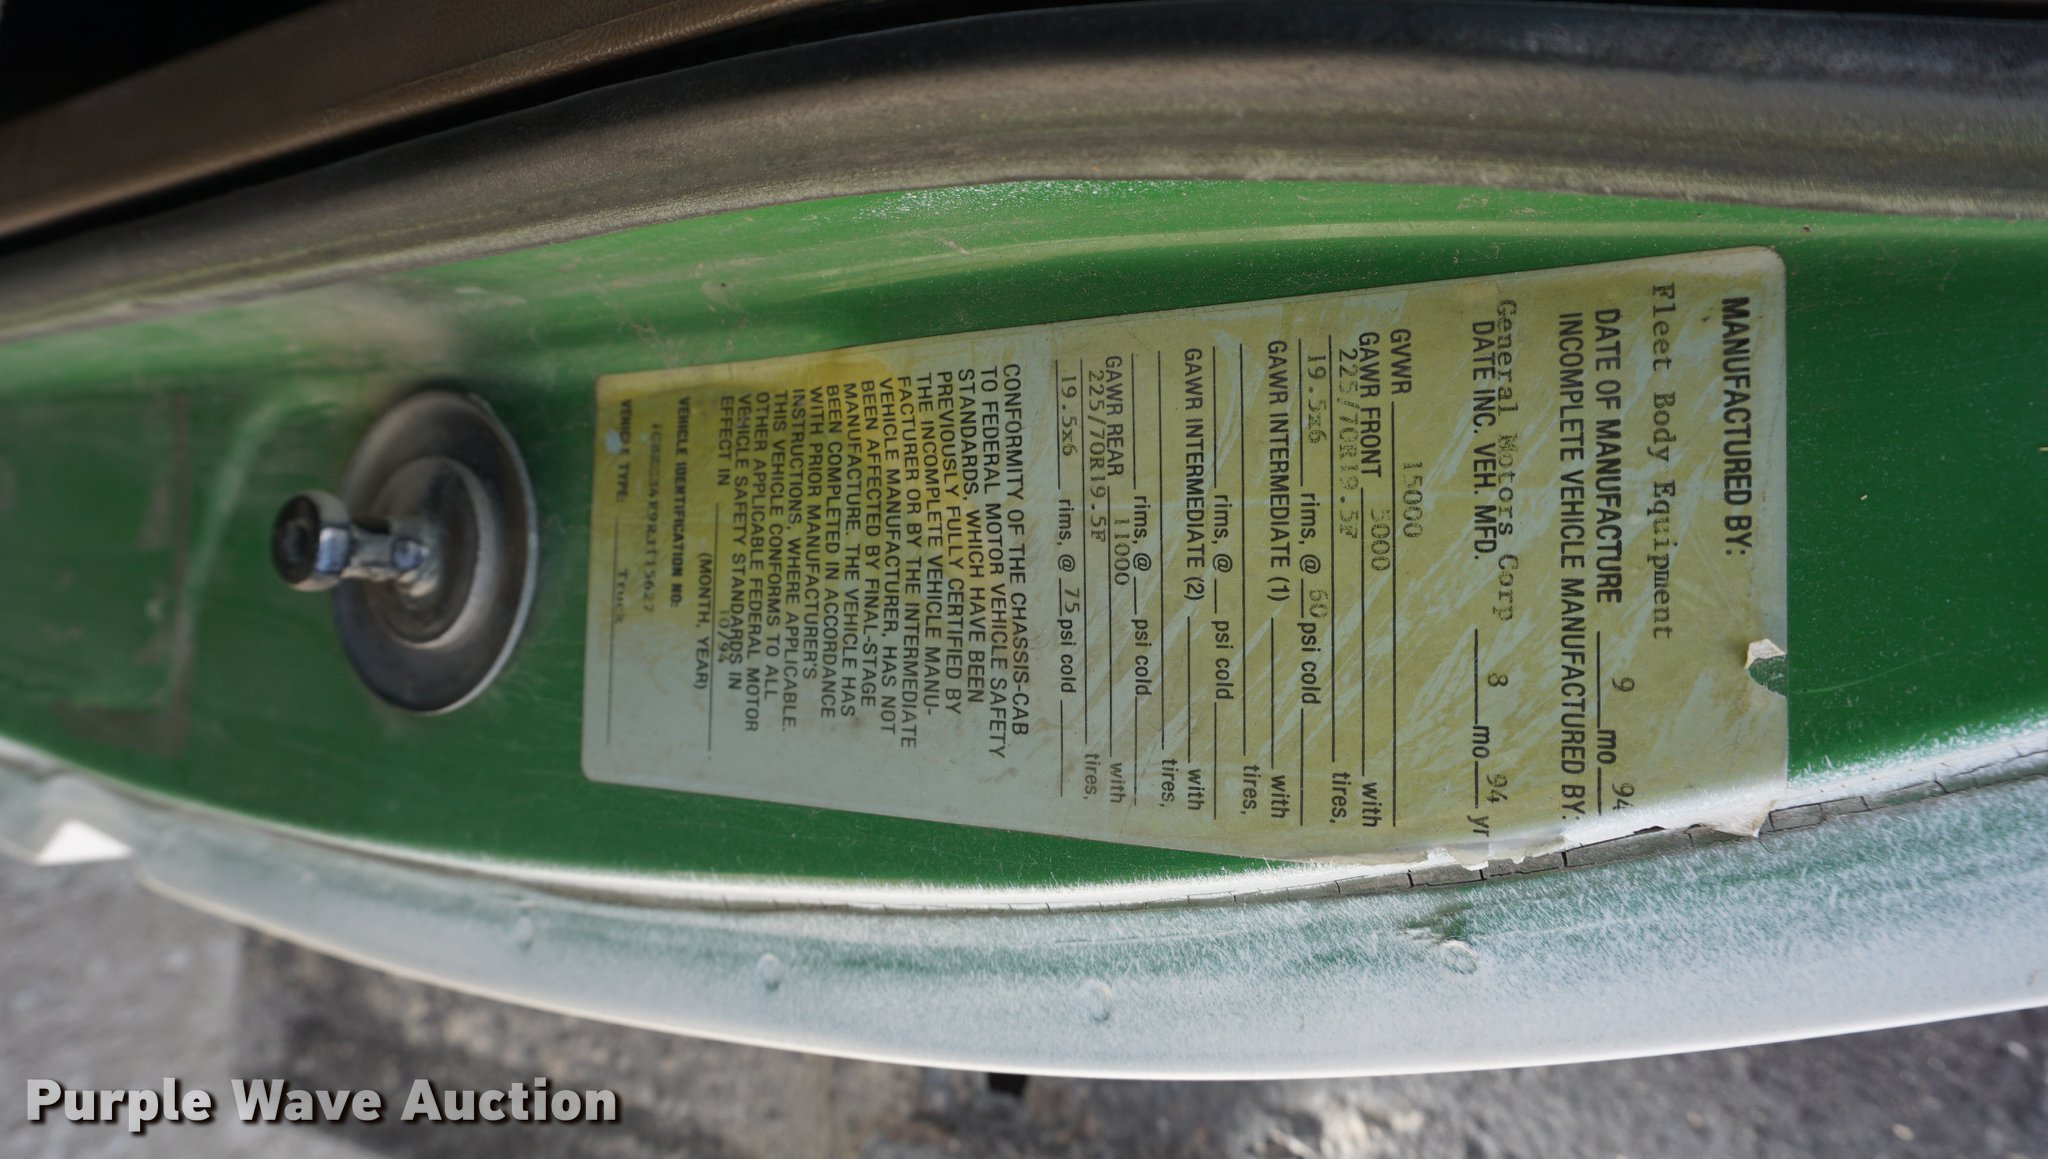 MANUFACTURED BY:
Fleet Body Equipment
DATE OF MANUFACTURE 9 mo 94
INCOMPLETE VEHICLE MANUFACTURED BY:
General Motors Corp
DATE INC. VEH. MFD. 8 mo 94 yr
GVWR 15000
GAWR FRONT 5000 with
225/70R19.5F tires,
19.5x6 rims, @ 60 psi cold
GAWR INTERMEDIATE (1) with
tires,
rims, @ psi cold
GAWR INTERMEDIATE (2) with
tires,
rims, @ psi cold
GAWR REAR 11000 with
225/70R19.5F tires,
19.5x6 rims, @ 75 psi cold
CONFORMITY OF THE CHASSIS-CAB
TO FEDERAL MOTOR VEHICLE SAFETY
STANDARDS, WHICH HAVE BEEN
PREVIOUSLY FULLY CERTIFIED BY
THE INCOMPLETE VEHICLE MANU-
FACTURER OR BY THE INTERMEDIATE
VEHICLE MANUFACTURER, HAS NOT
BEEN AFFECTED BY FINAL-STAGE
MANUFACTURE. THE VEHICLE HAS
BEEN COMPLETED IN ACCORDANCE
WITH PRIOR MANUFACTURER'S
INSTRUCTIONS, WHERE APPLICABLE.
THIS VEHICLE CONFORMS TO ALL
OTHER APPLICABLE FEDERAL MOTOR
VEHICLE SAFETY STANDARDS IN
EFFECT IN 10/94
(MONTH, YEAR)
VEHICLE IDENTIFICATION NO:
VEHICLE TYPE: Truck
Purple Wave Auction